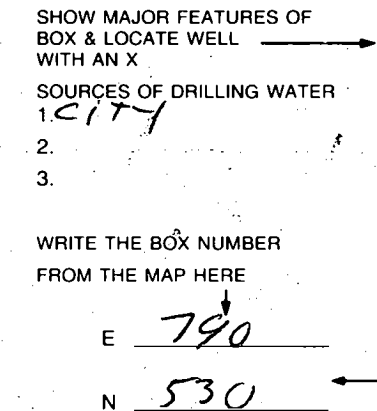 SHOW MAJOR FEATURES OF
BOX & LOCATE WELL
WITH AN X
SOURCES OF DRILLING WATER
1. CITY
2.
3.
WRITE THE BOX NUMBER
FROM THE MAP HERE
E 790
N 530